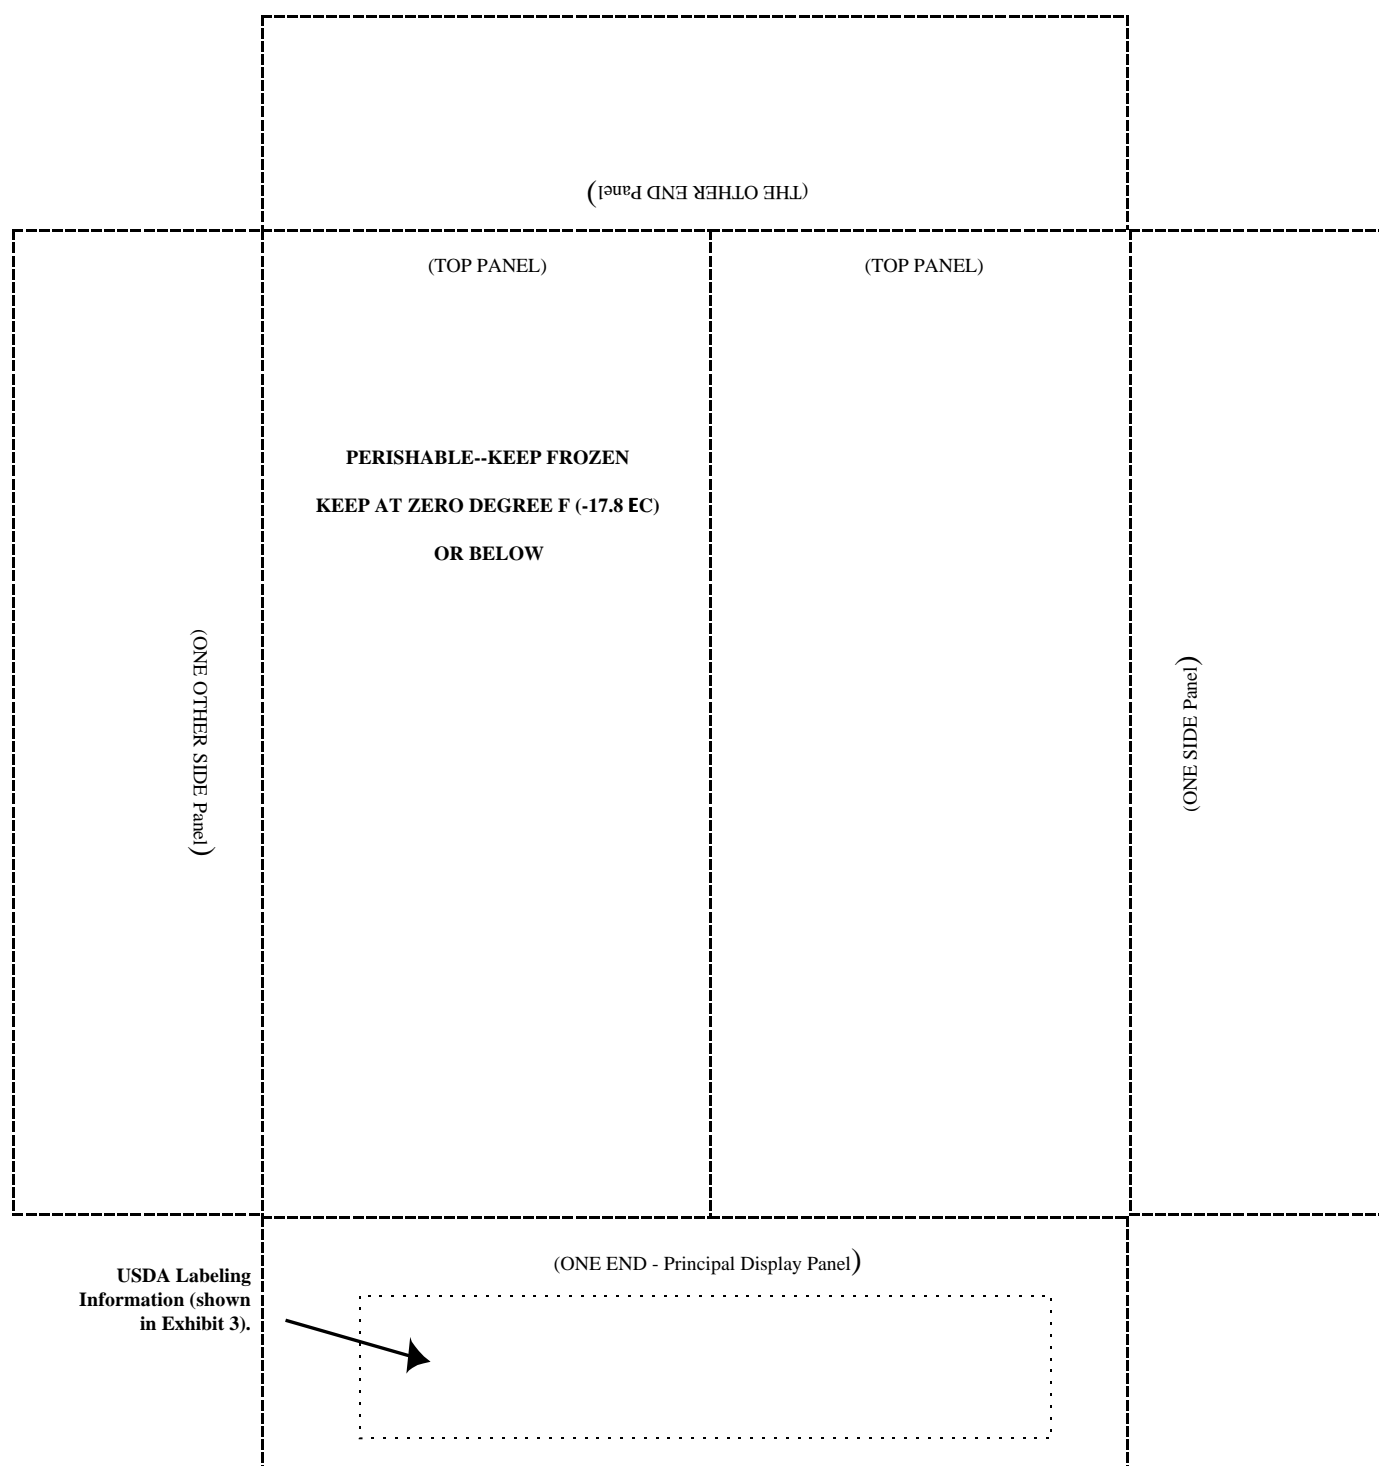 (THE OTHER END Panel)
(TOP PANEL)
(TOP PANEL)
PERISHABLE--KEEP FROZEN
KEEP AT ZERO DEGREE F (-17.8 EC)
OR BELOW
(ONE OTHER SIDE Panel)
(ONE SIDE Panel)
(ONE END - Principal Display Panel)
USDA Labeling
Information (shown
in Exhibit 3).